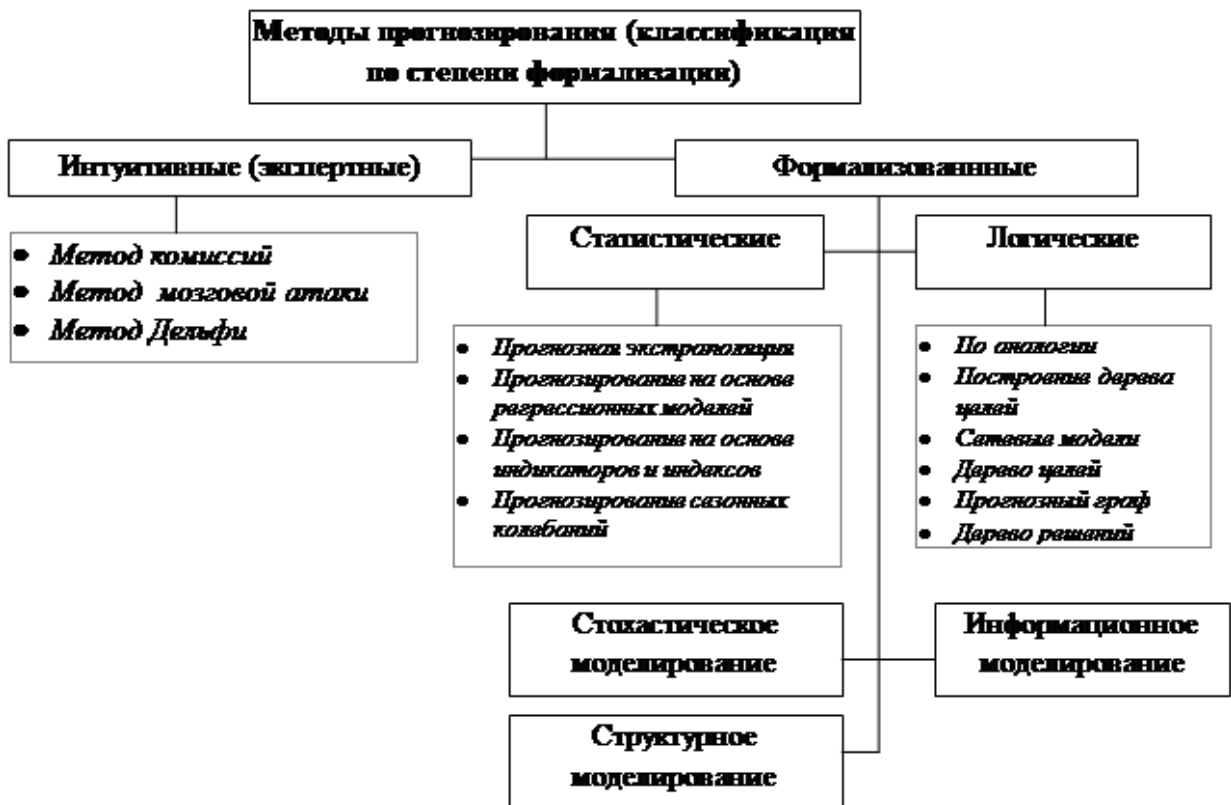 Методы прогнозирования (классификация
по степени формализации)
Интуитивные (экспертные)
Формализованнные
• Метод комиссий
• Метод мозговой атаки
• Метод Дельфи
Статистические
Логические
• Прогнозная экстраполяция
• Прогнозирование на основе
регрессионных моделей
• Прогнозирование на основе
индикаторов и индексов
• Прогнозирование сезонных
колебаний
• По аналогии
• Построение дерева
целей
• Сетевые модели
• Дерево целей
• Прогнозный граф
• Дерево решений
Стохастическое
моделирование
Информационное
моделирование
Структурное
моделирование